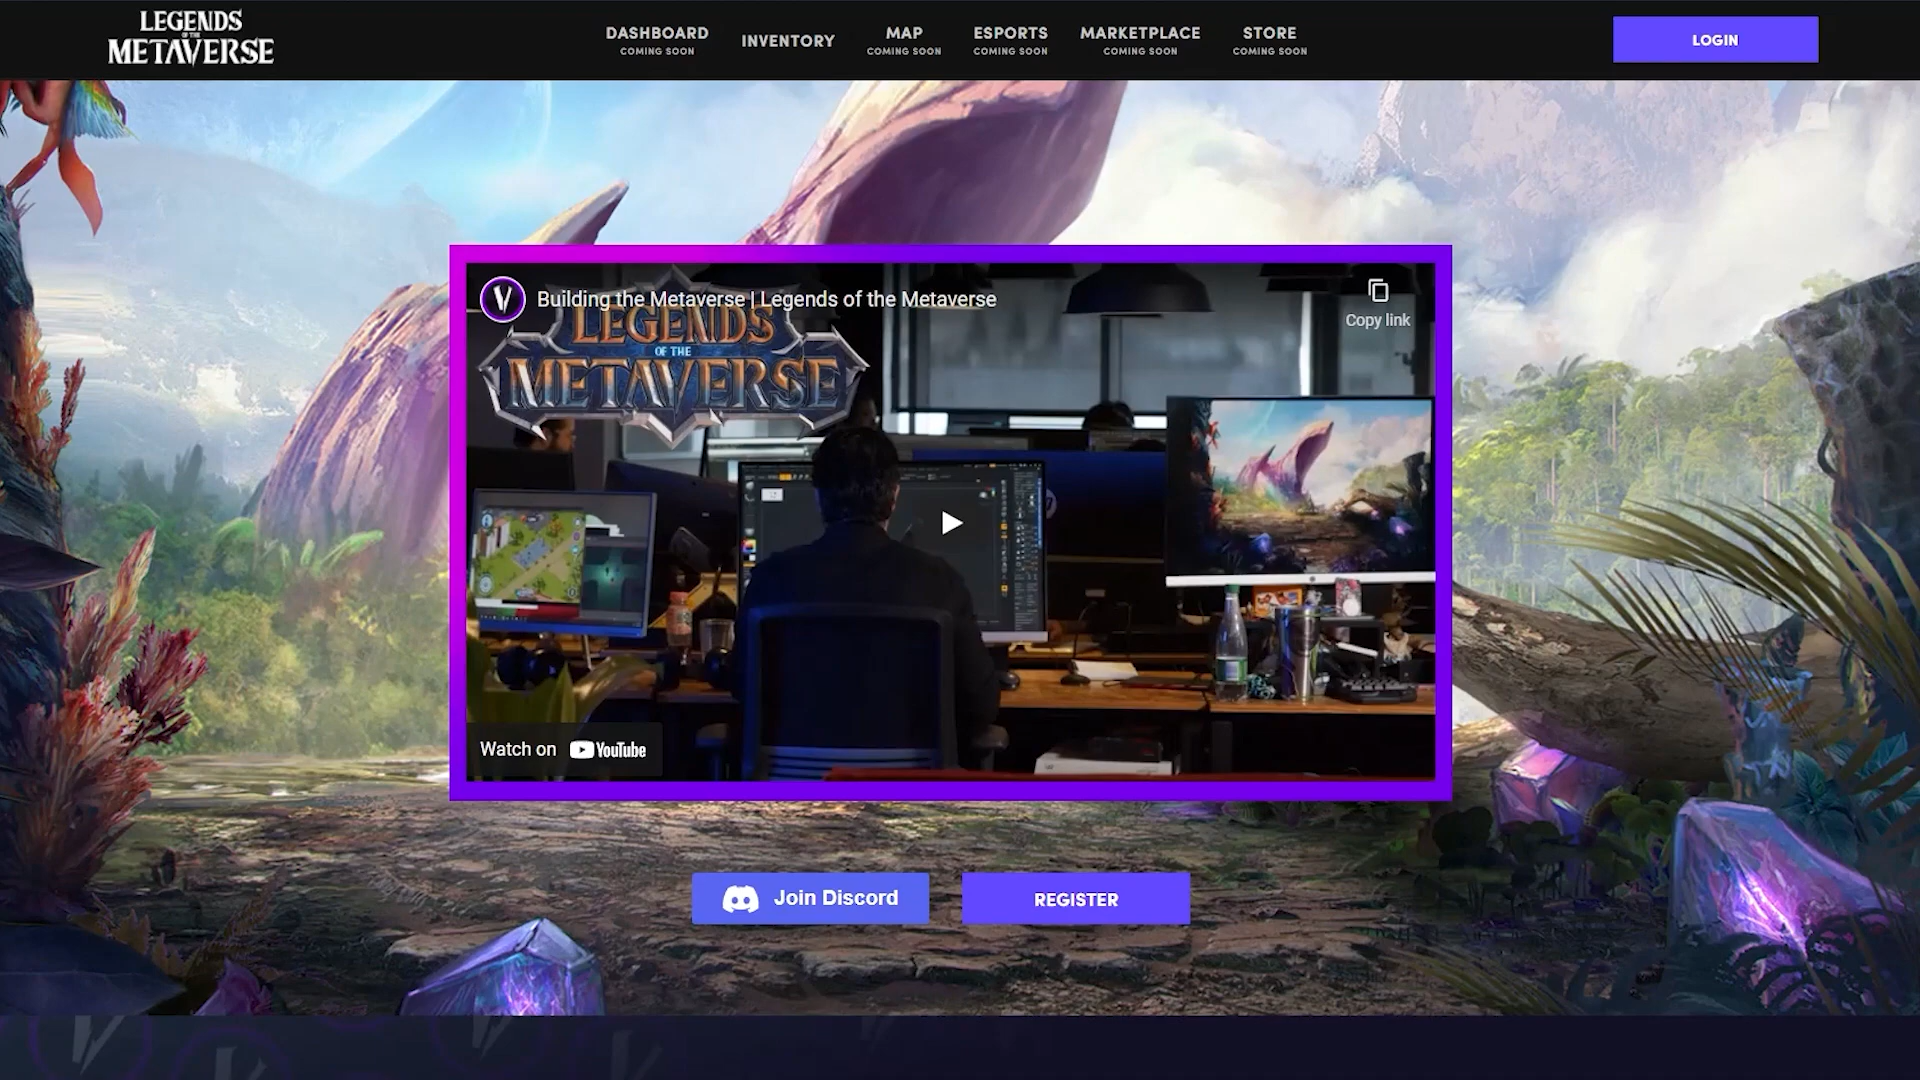 LEGENDS
OF THE
METAVERSE
DASHBOARD
COMING SOON
INVENTORY
MAP
COMING SOON
ESPORTS
COMING SOON
MARKETPLACE
COMING SOON
STORE
COMING SOON
LOGIN
Building the Metaverse | Legends of the Metaverse
Copy link
LEGENDS
OF THE
METAVERSE
Watch on YouTube
Join Discord
REGISTER